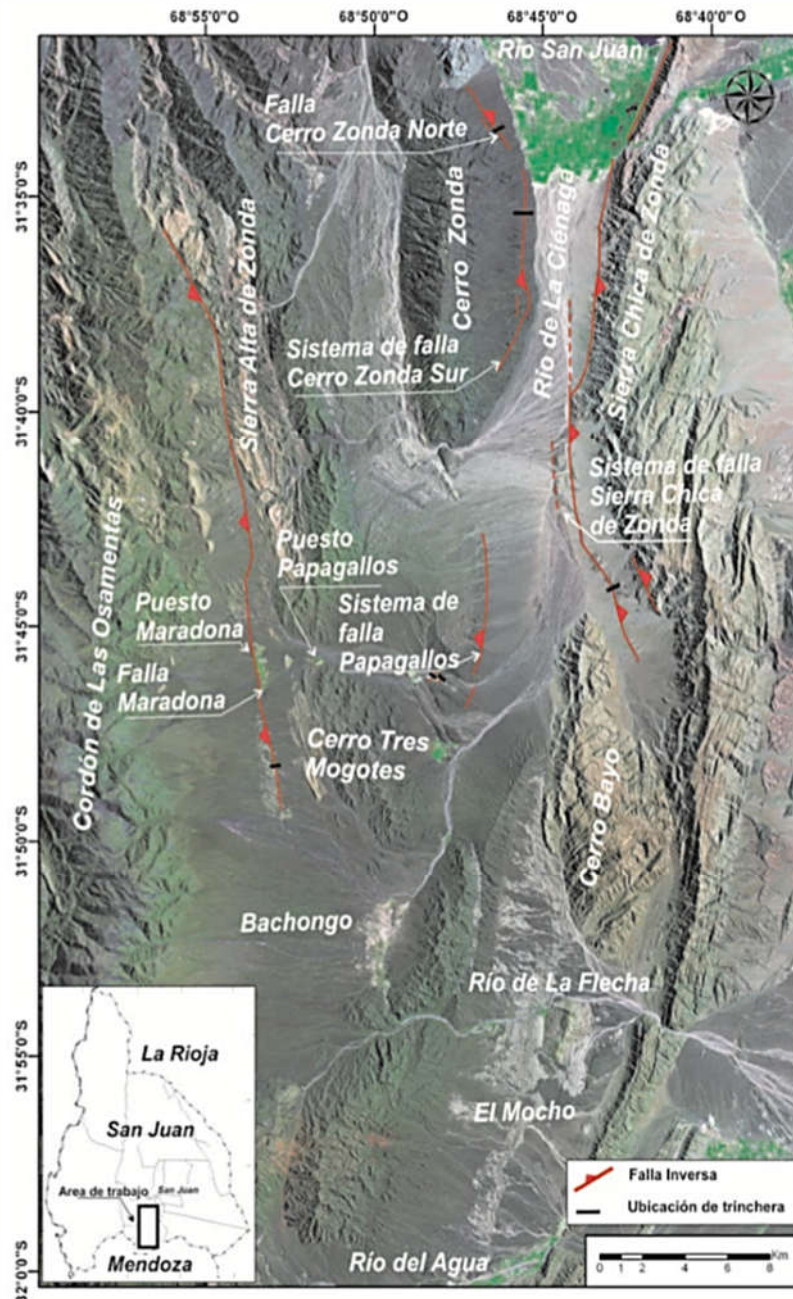 68°55'0"O
68°50'0"O
68°45'0"O
68°40'0"O
Río San Juan
Falla
Cerro Zonda Norte
31°35'0"S
Cerro Zonda
Río de La Ciénaga
Sierra Chica de Zonda
Sierra Alta de Zonda
Sistema de falla
Cerro Zonda Sur
31°40'0"S
Sistema de falla
Sierra Chica
de Zonda
Cordón de Las Osamentas
Puesto
Papagallos
Puesto
Maradona
Sistema de
falla
Papagallos
31°45'0"S
Falla
Maradona
Cerro Tres
Mogotes
Cerro Bayo
31°50'0"S
Bachongo
Río de La Flecha
31°55'0"S
El Mocho
La Rioja
San Juan
San Juan
Area de trabajo
Mendoza
Falla Inversa
Ubicación de trinchera
Río del Agua
Km
0 1 2 4 6 8
32°0'0"S